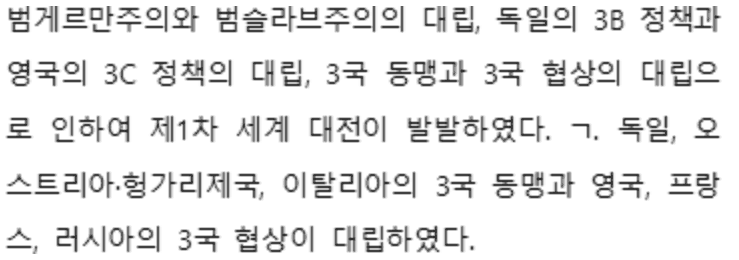 범게르만주의와 범슬라브주의의 대립, 독일의 3B 정책과
영국의 3C 정책의 대립, 3국 동맹과 3국 협상의 대립으
로 인하여 제1차 세계 대전이 발발하였다. ㄱ. 독일, 오
스트리아·헝가리제국, 이탈리아의 3국 동맹과 영국, 프랑
스, 러시아의 3국 협상이 대립하였다.